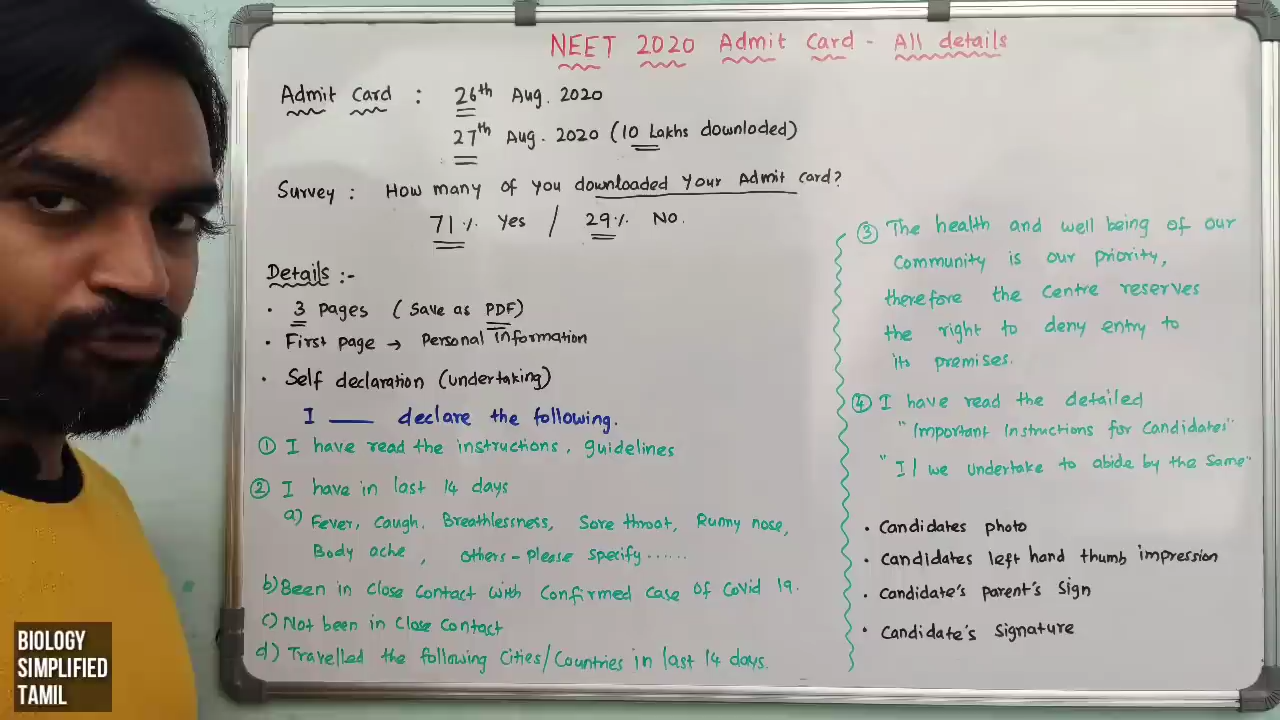 NEET 2020 Admit Card - All details
Admit Card : 26th Aug. 2020
27th Aug. 2020 (10 Lakhs downloded)
Survey : How many of you downloaded your Admit card?
71% Yes / 29% No.
Details :-
• 3 pages (Save as PDF)
• First page → Personal information
• Self declaration (undertaking)
I ___ declare the following.
① I have read the instructions, guidelines
② I have in last 14 days
a) Fever, Caugh, Breathlessness, Sore throat, Runny nose,
Body ache, others - Please specify ......
b) Been in close contact with confirmed case of Covid 19.
c) Not been in close contact
d) Travelled the following Cities/Countries in last 14 days.
③ The health and well being of our
Community is our priority,
therefore the Centre reserves
the right to deny entry to
its premises.
④ I have read the detailed
"Important Instructions for Candidates"
"I/we undertake to abide by the same"
• Candidates photo
• Candidates left hand thumb impression
• Candidate's parent's sign
• Candidate's signature
BIOLOGY
SIMPLIFIED
TAMIL